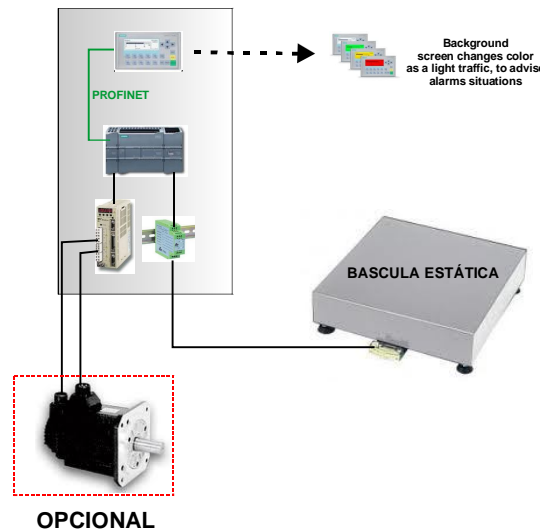 Background
screen changes color
as a light traffic, to advise
alarms situations
PROFINET
BASCULA ESTÁTICA
OPCIONAL